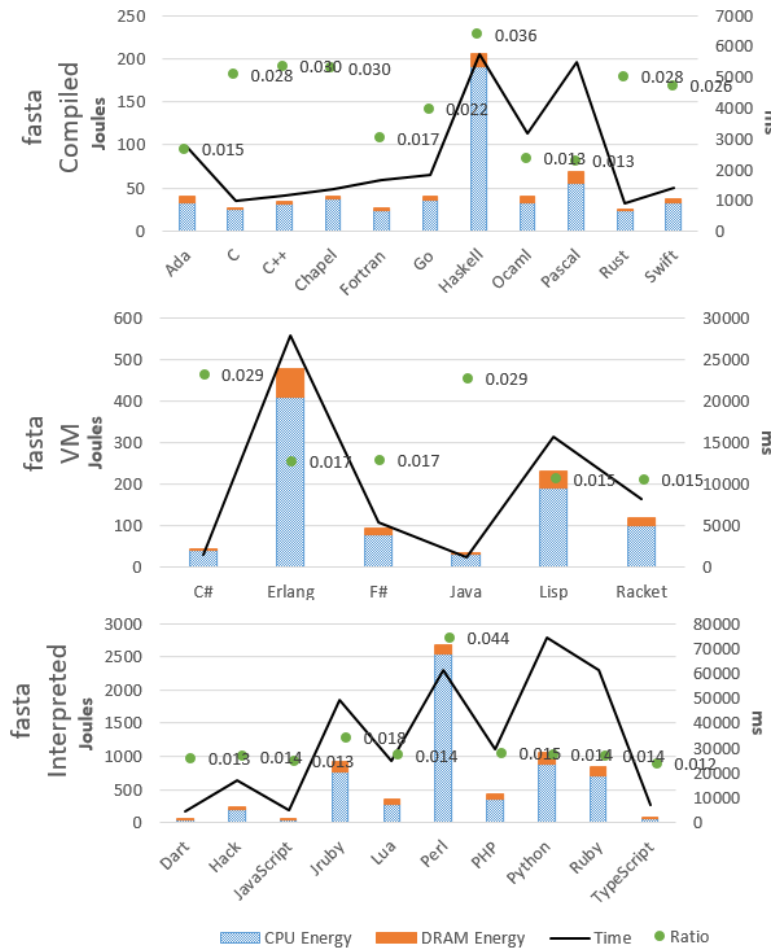 fasta
Compiled
Joules
250
200
150
100
50
0
7000
6000
5000
4000
3000
2000
1000
0
ms
0.015
0.028
0.030
0.030
0.017
0.022
0.036
0.013
0.013
0.028
0.026
Ada
C
C++
Chapel
Fortran
Go
Haskell
Ocaml
Pascal
Rust
Swift
fasta
VM
Joules
600
500
400
300
200
100
0
30000
25000
20000
15000
10000
5000
0
ms
0.029
0.017
0.017
0.029
0.015
0.015
C#
Erlang
F#
Java
Lisp
Racket
fasta
Interpreted
Joules
3000
2500
2000
1500
1000
500
0
80000
70000
60000
50000
40000
30000
20000
10000
0
ms
0.013
0.014
0.013
0.018
0.014
0.044
0.015
0.014
0.014
0.012
Dart
Hack
JavaScript
Jruby
Lua
Perl
PHP
Python
Ruby
TypeScript
CPU Energy DRAM Energy Time Ratio